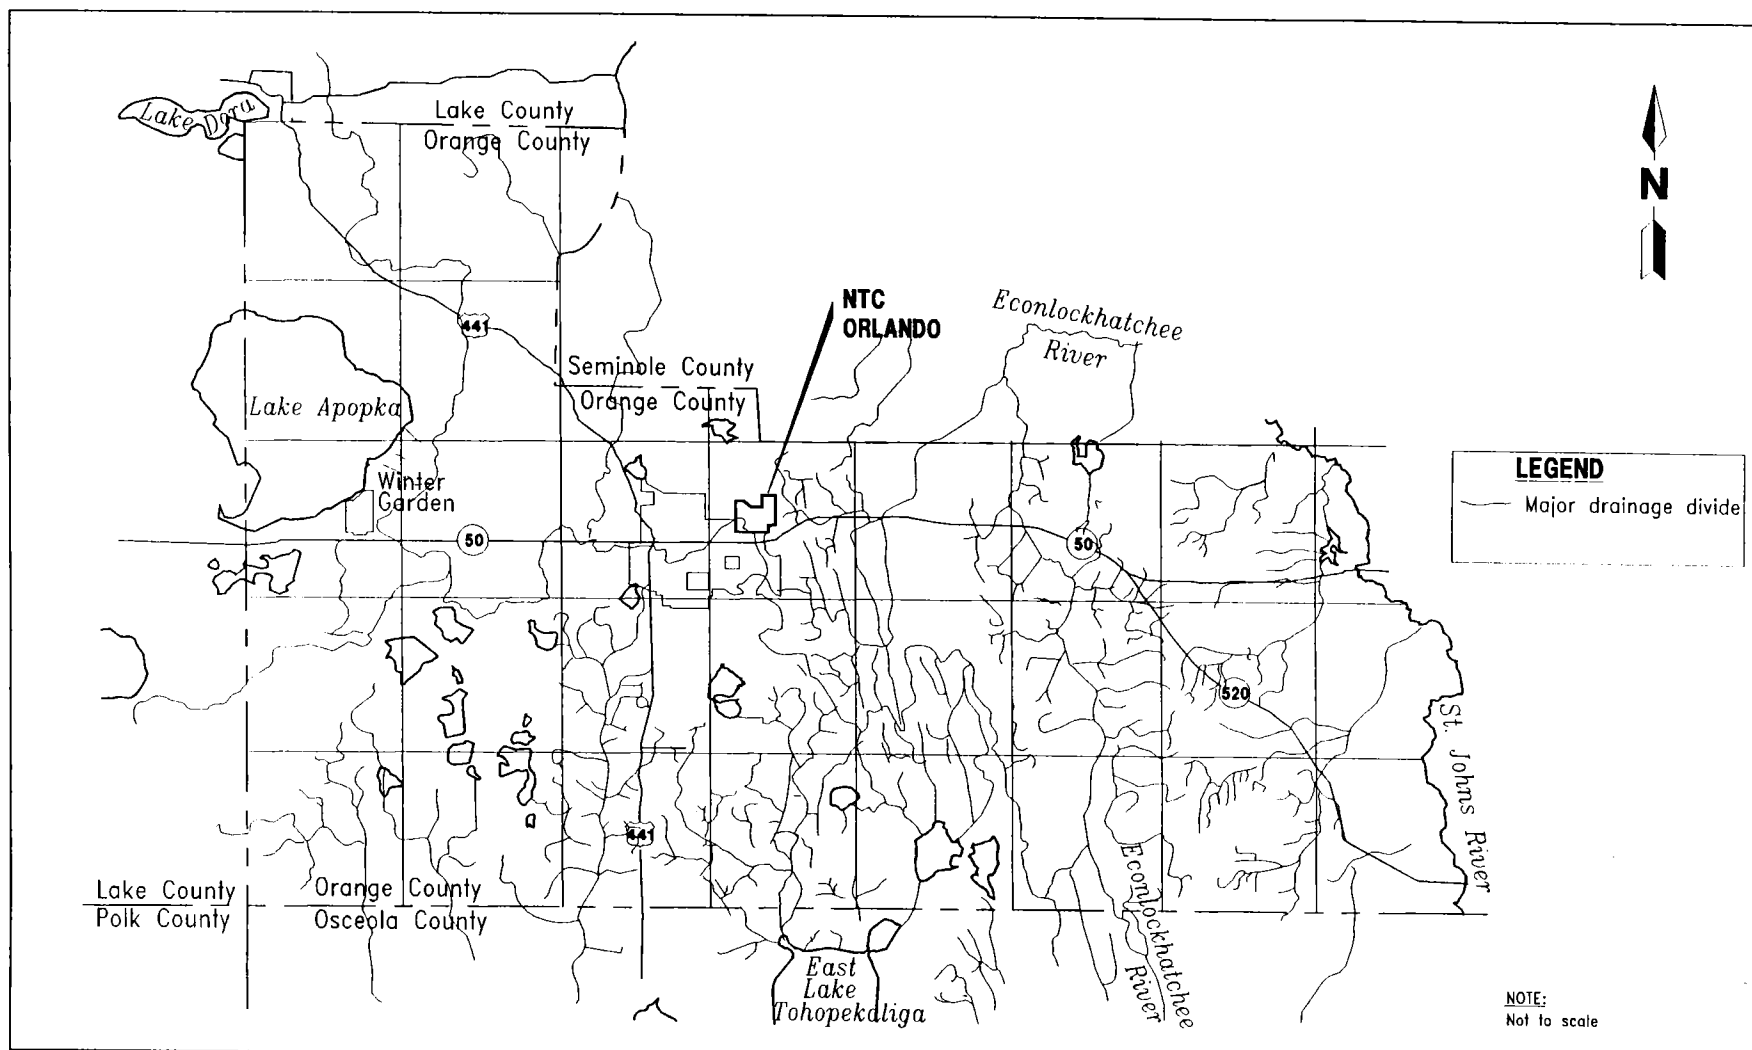 Lake Dora
Lake County
Orange County
N
NTC
ORLANDO
Econlockhatchee
River
441
Seminole County
Orange County
Lake Apopka
Winter
Garden
LEGEND
Major drainage divide
50
50
520
St. Johns River
441
Econlockhatchee
River
Lake County
Polk County
Orange County
Osceola County
East
Lake
Tohopekaliga
NOTE:
Not to scale